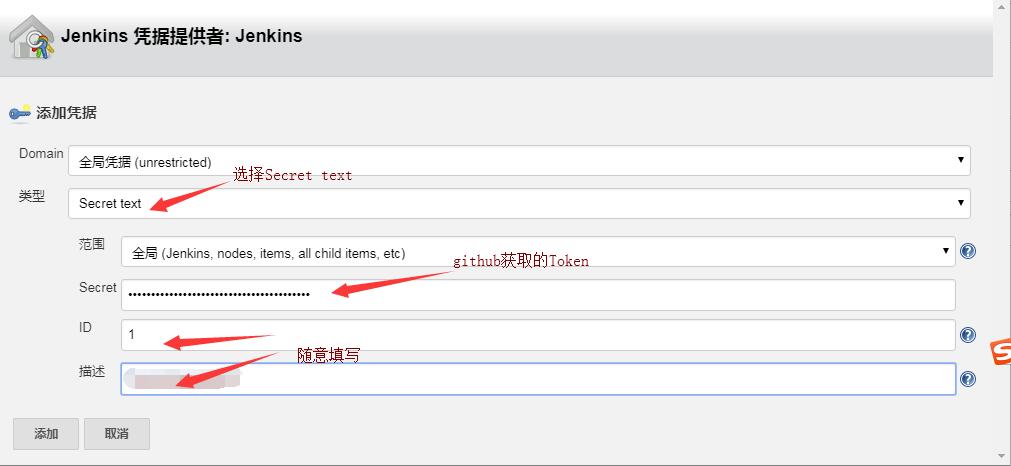 Jenkins 凭据提供者: Jenkins
添加凭据
Domain
全局凭据 (unrestricted)
选择Secret text
类型
Secret text
范围
全局 (Jenkins, nodes, items, all child items, etc)
github获取的Token
Secret
••••••••••••••••••••••••••••••••••••••••
ID
1
随意填写
描述
添加
取消